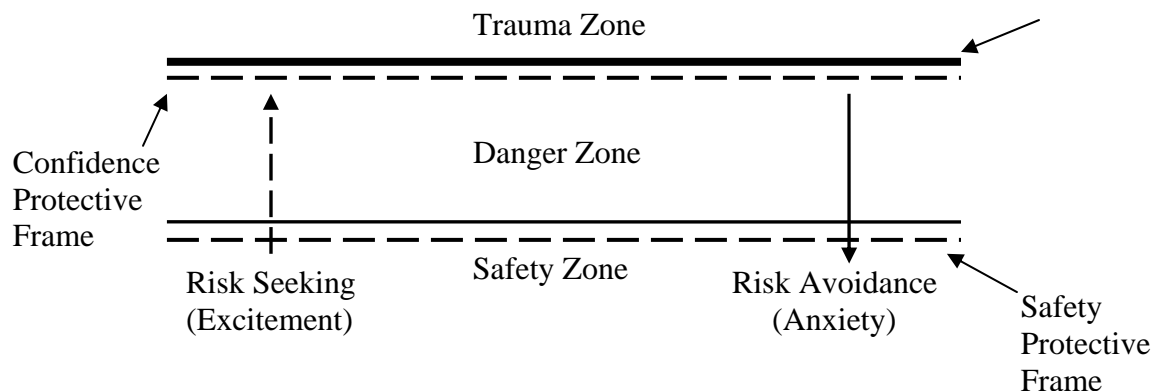 Trauma Zone
Confidence
Protective
Frame
Danger Zone
Safety Zone
Risk Seeking
(Excitement)
Risk Avoidance
(Anxiety)
Safety
Protective
Frame